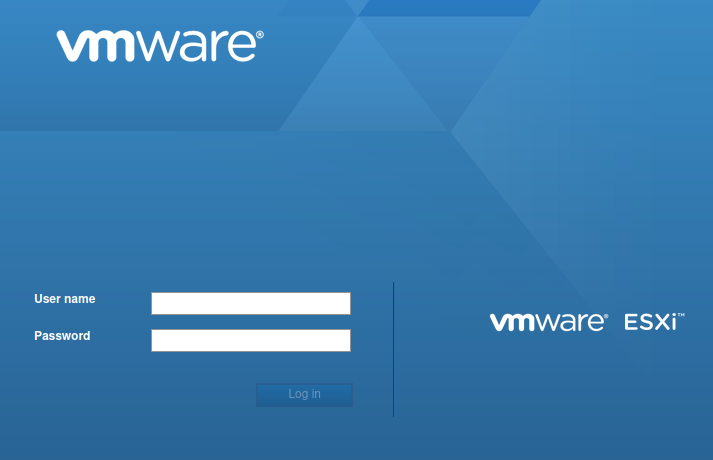 vmware®
User name
Password
Log in
vmware® ESXi™